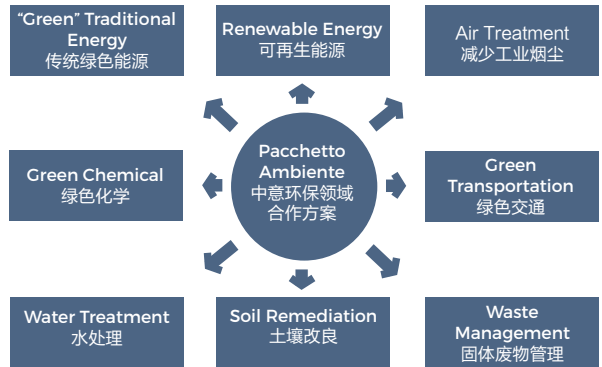 “Green” Traditional
Energy
传统绿色能源
Renewable Energy
可再生能源
Air Treatment
减少工业烟尘
Green Chemical
绿色化学
Pacchetto
Ambiente
中意环保领域
合作方案
Green
Transportation
绿色交通
Water Treatment
水处理
Soil Remediation
土壤改良
Waste
Management
固体废物管理